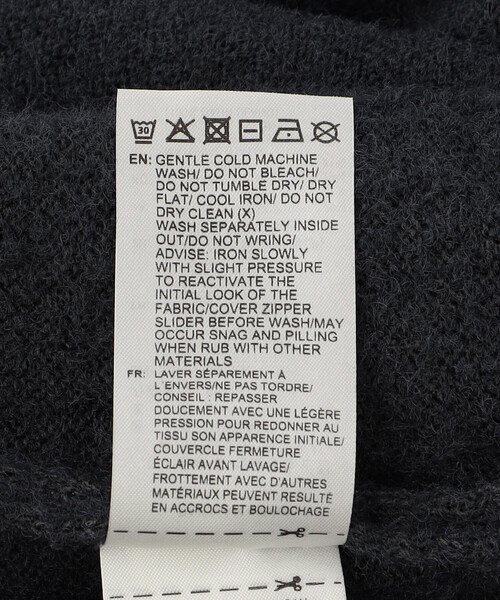 30
EN: GENTLE COLD MACHINE
WASH/ DO NOT BLEACH/
DO NOT TUMBLE DRY/ DRY
FLAT/ COOL IRON/ DO NOT
DRY CLEAN (X)
WASH SEPARATELY INSIDE
OUT/DO NOT WRING/
ADVISE: IRON SLOWLY
WITH SLIGHT PRESSURE
TO REACTIVATE THE
INITIAL LOOK OF THE
FABRIC/COVER ZIPPER
SLIDER BEFORE WASH/MAY
OCCUR SNAG AND PILLING
WHEN RUB WITH OTHER
MATERIALS
FR: LAVER SÉPAREMENT À
L'ENVERS/NE PAS TORDRE/
CONSEIL : REPASSER
DOUCEMENT AVEC UNE LÉGÈRE
PRESSION POUR REDONNER AU
TISSU SON APPARENCE INITIALE/
COUVERCLE FERMETURE
ÉCLAIR AVANT LAVAGE/
FROTTEMENT AVEC D'AUTRES
MATÉRIAUX PEUVENT RESULTÉ
EN ACCROCS ET BOULOCHAGE